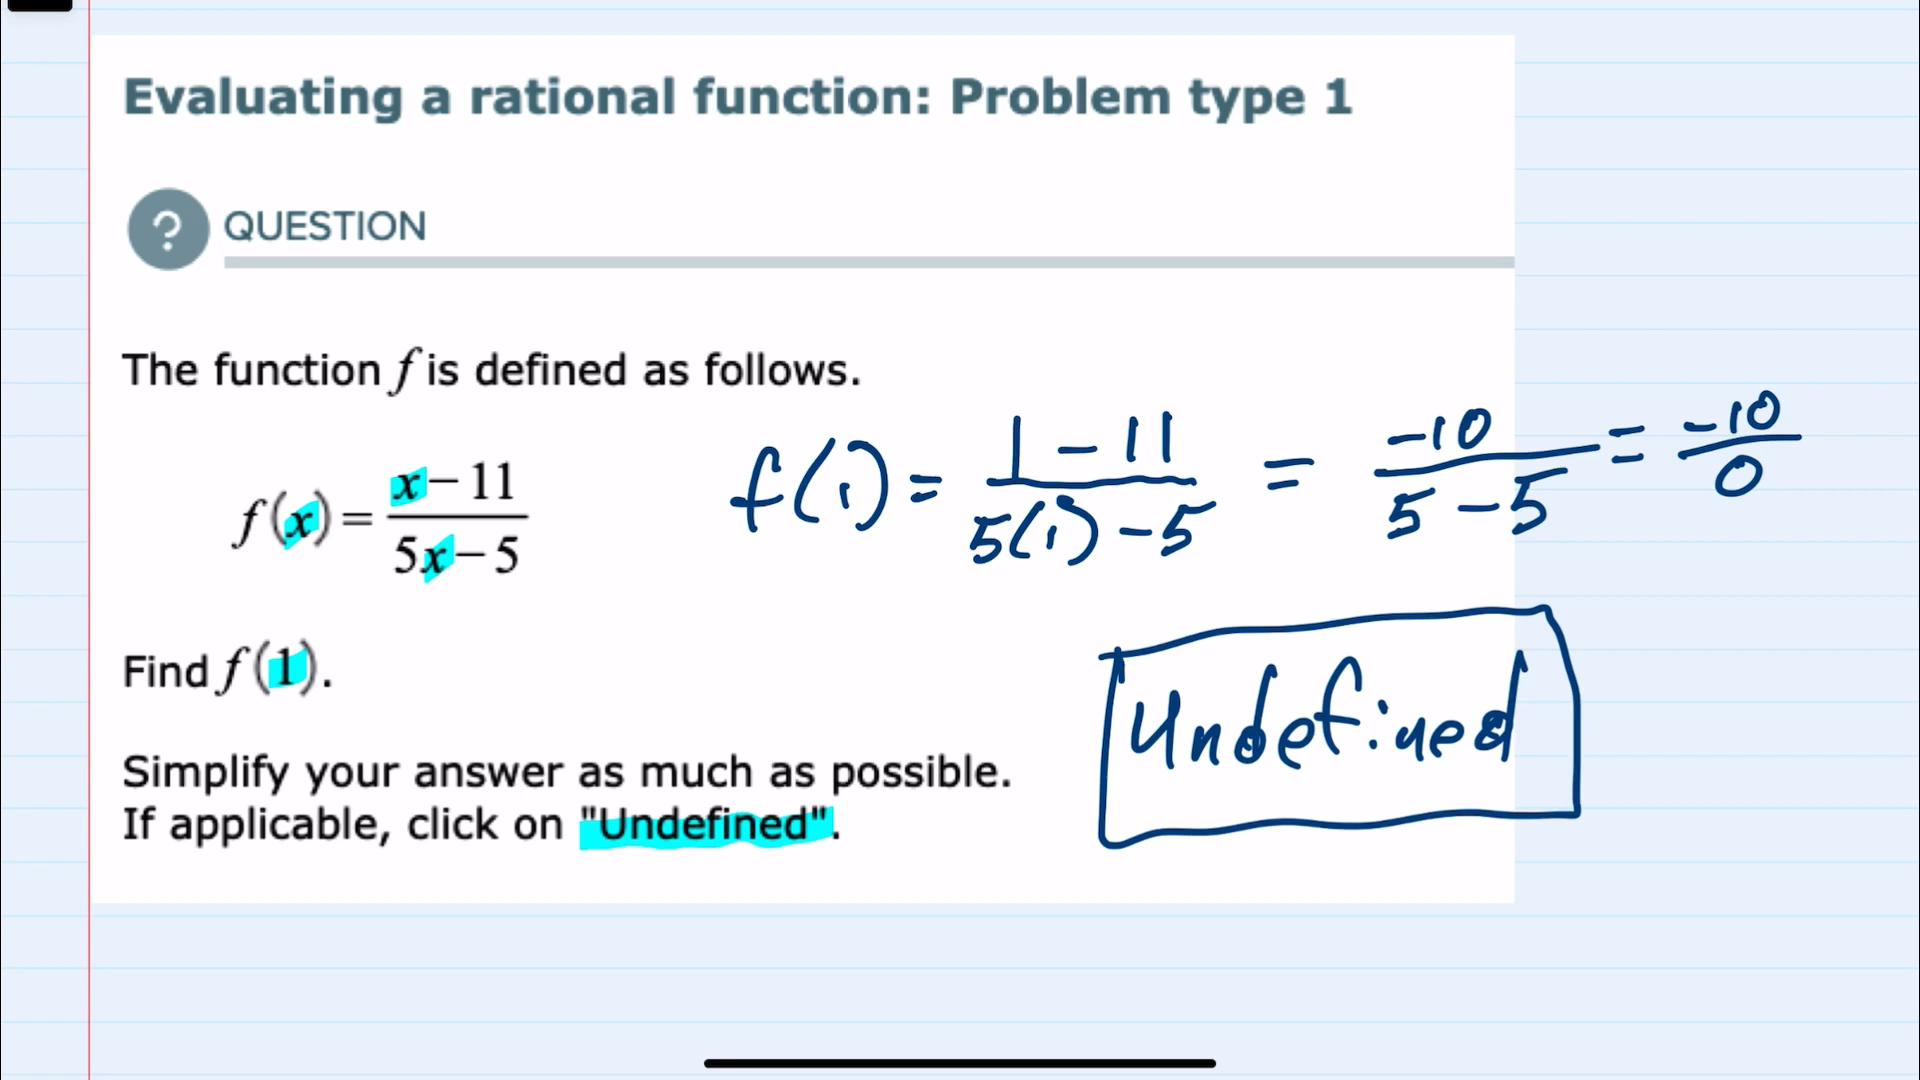 Evaluating a rational function: Problem type 1
? QUESTION
The function f is defined as follows.
f(x) = (x − 11)/(5x − 5)
f(1) = (1 − 11)/(5(1) − 5) = (−10)/(5 − 5) = (−10)/0
Find f(1).
Undefined
Simplify your answer as much as possible.
If applicable, click on "Undefined".